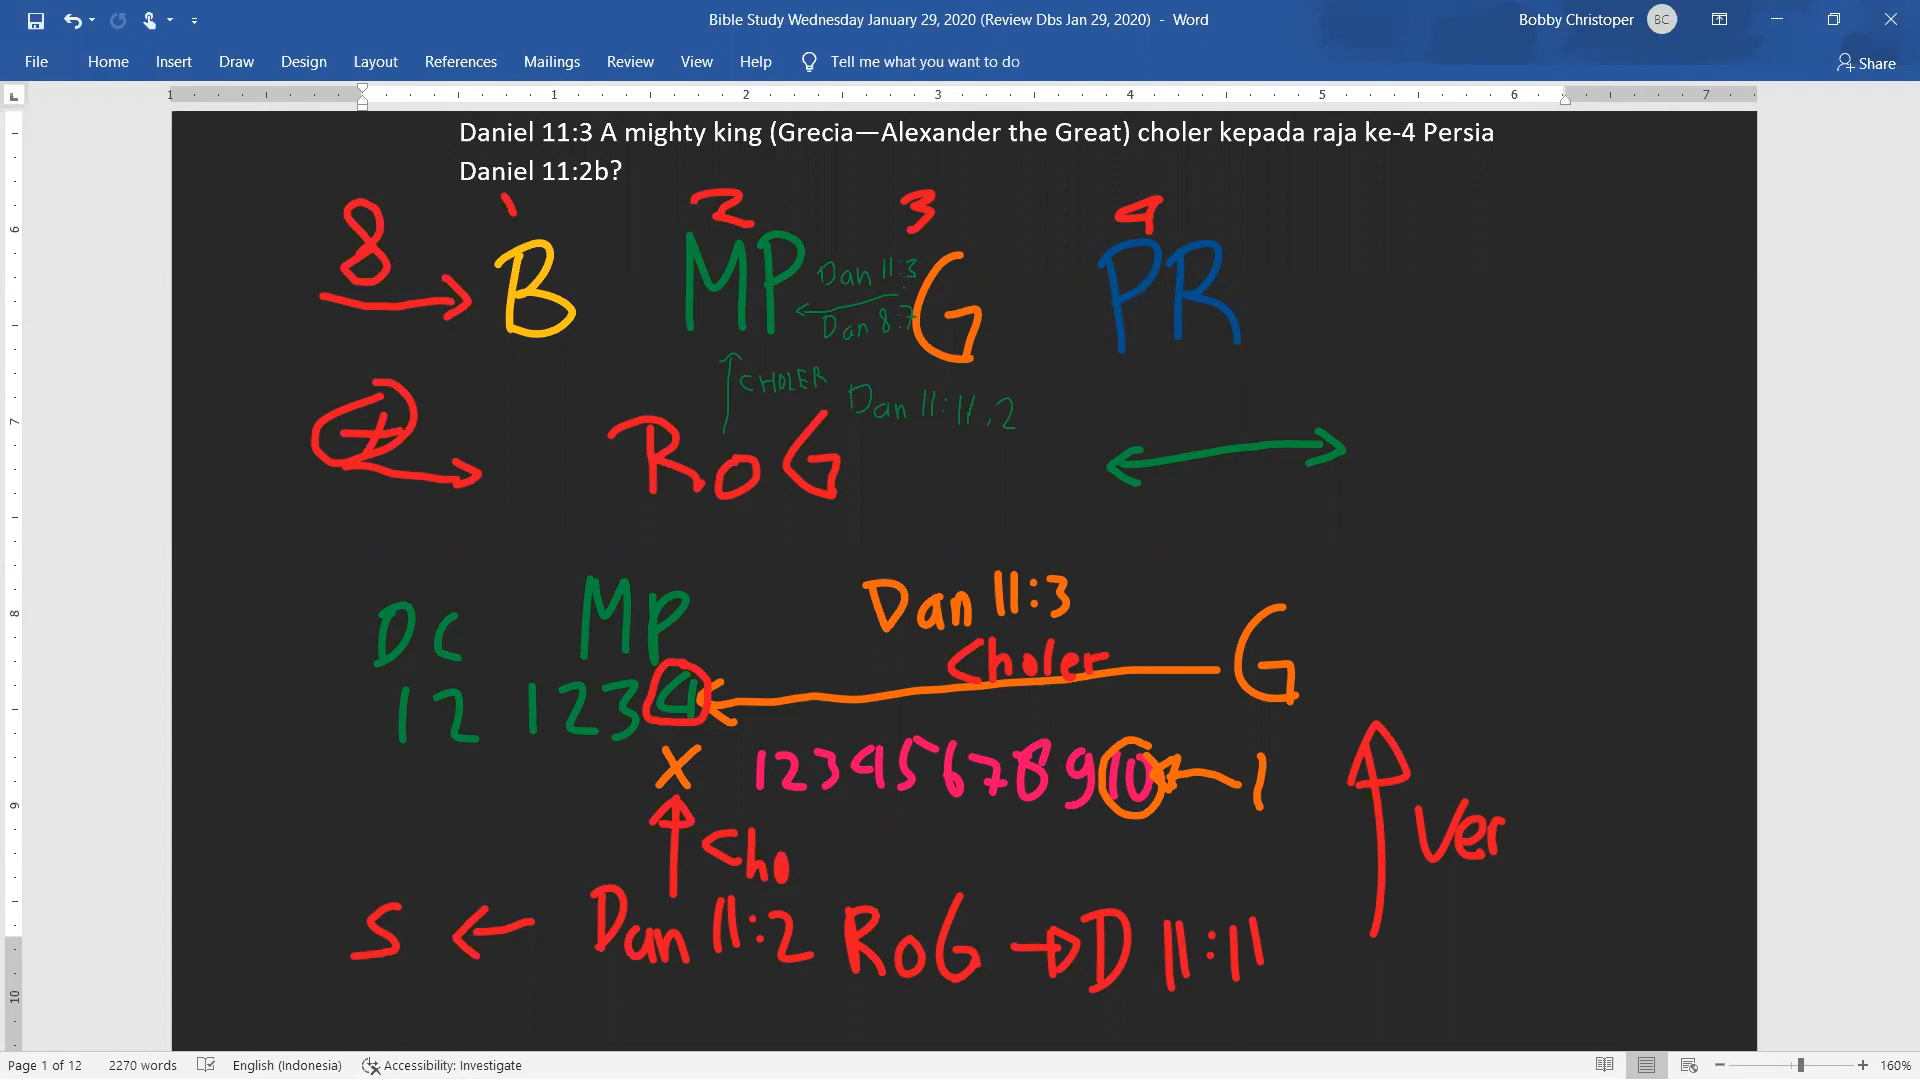 Bible Study Wednesday January 29, 2020 (Review Dbs Jan 29, 2020) - Word
Bobby Christoper BC
File Home Insert Draw Design Layout References Mailings Review View Help Tell me what you want to do Share
1 1 2 3 4 5 6 7
Daniel 11:3 A mighty king (Grecia—Alexander the Great) choler kepada raja ke-4 Persia
Daniel 11:2b?
8 1 2 3 4
B MP Dan 11:3 G PR
Dan 8:7
CHOLER Dan 11:11,2
RoG
DC MP Dan 11:3 G
Choler
12 1234
X 12345678910 1
Cho Ver
S Dan 11:2 RoG D 11:11
6
7
8
9
10
Page 1 of 12 2270 words English (Indonesia) Accessibility: Investigate 160%